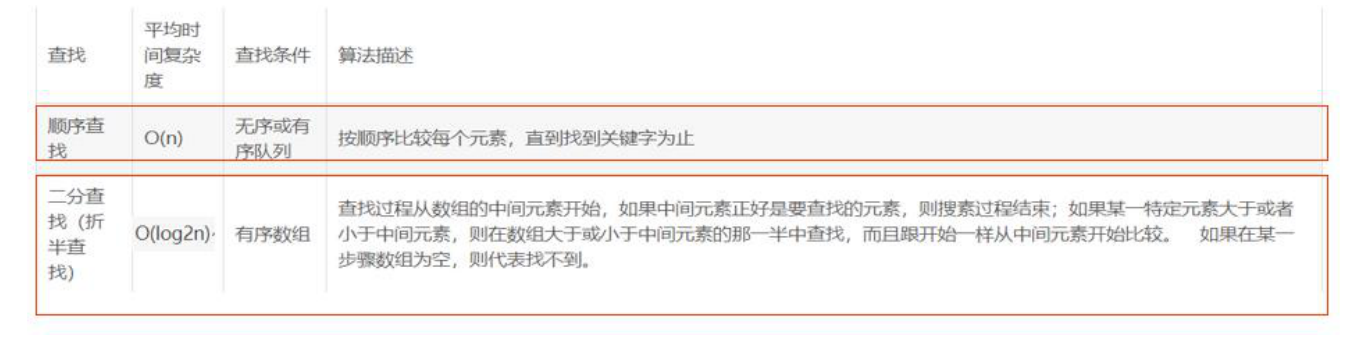 查找
平均时
间复杂
度
查找条件
算法描述
顺序查
找
O(n)
无序或有
序队列
按顺序比较每个元素，直到找到关键字为止
二分查
找（折
半查
找）
O(log2n)
有序数组
查找过程从数组的中间元素开始，如果中间元素正好是要查找的元素，则搜素过程结束；如果某一特定元素大于或者
小于中间元素，则在数组大于或小于中间元素的那一半中查找，而且跟开始一样从中间元素开始比较。 如果在某一
步骤数组为空，则代表找不到。